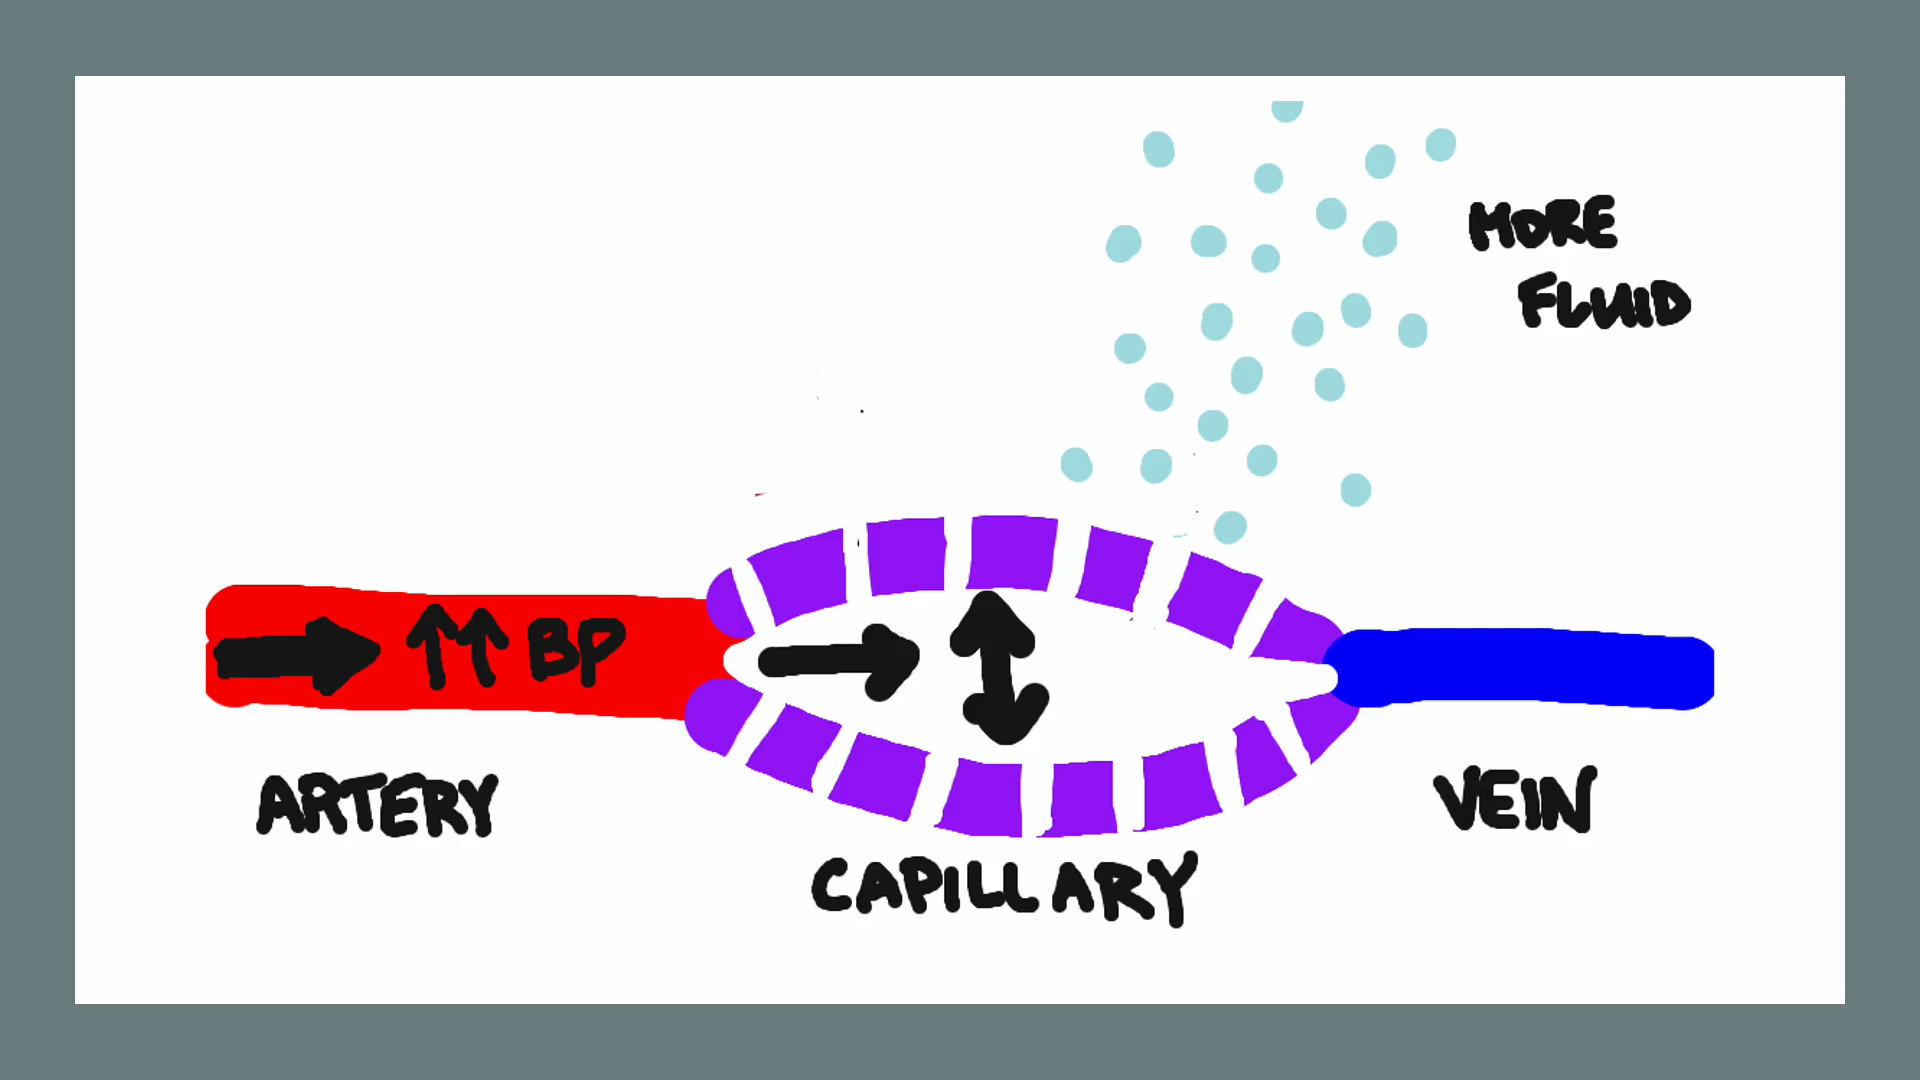 MORE
FLUID
↑↑ BP
ARTERY
VEIN
CAPILLARY